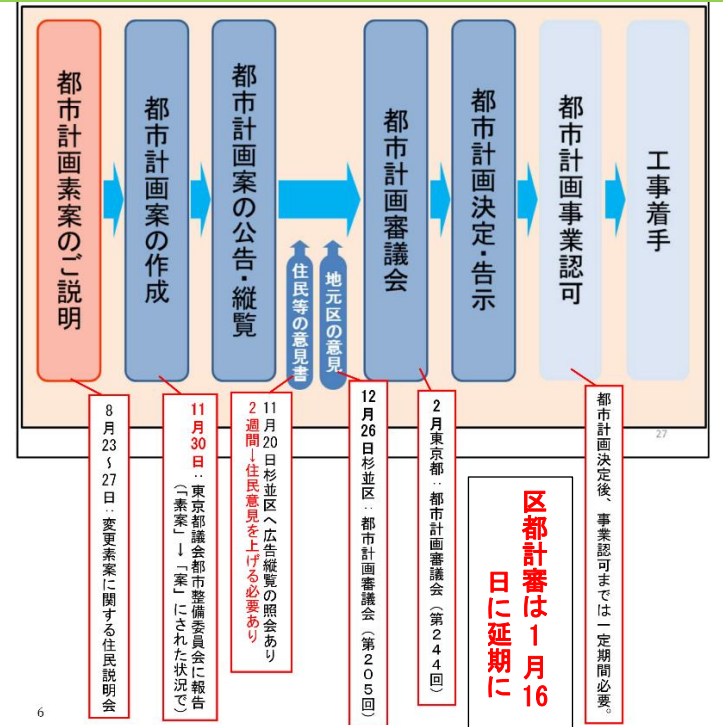 都市計画素案のご説明
都市計画案の作成
都市計画案の公告・縦覧
住民等の意見書
地元区の意見
都市計画審議会
都市計画決定・告示
都市計画事業認可
工事着手
27
8月23～27日：変更素案に関する住民説明会
11月30日：東京都議会都市整備委員会に報告
（「素案」→「案」にされた状況で）
11月20日杉並区へ広告縦覧の照会あり
2週間→住民意見を上げる必要あり
12月26日杉並区：都市計画審議会（第205回）
2月東京都：都市計画審議会（第244回）
区都計審は1月16
日に延期に
都市計画決定後、事業認可までは一定期間必要。
6